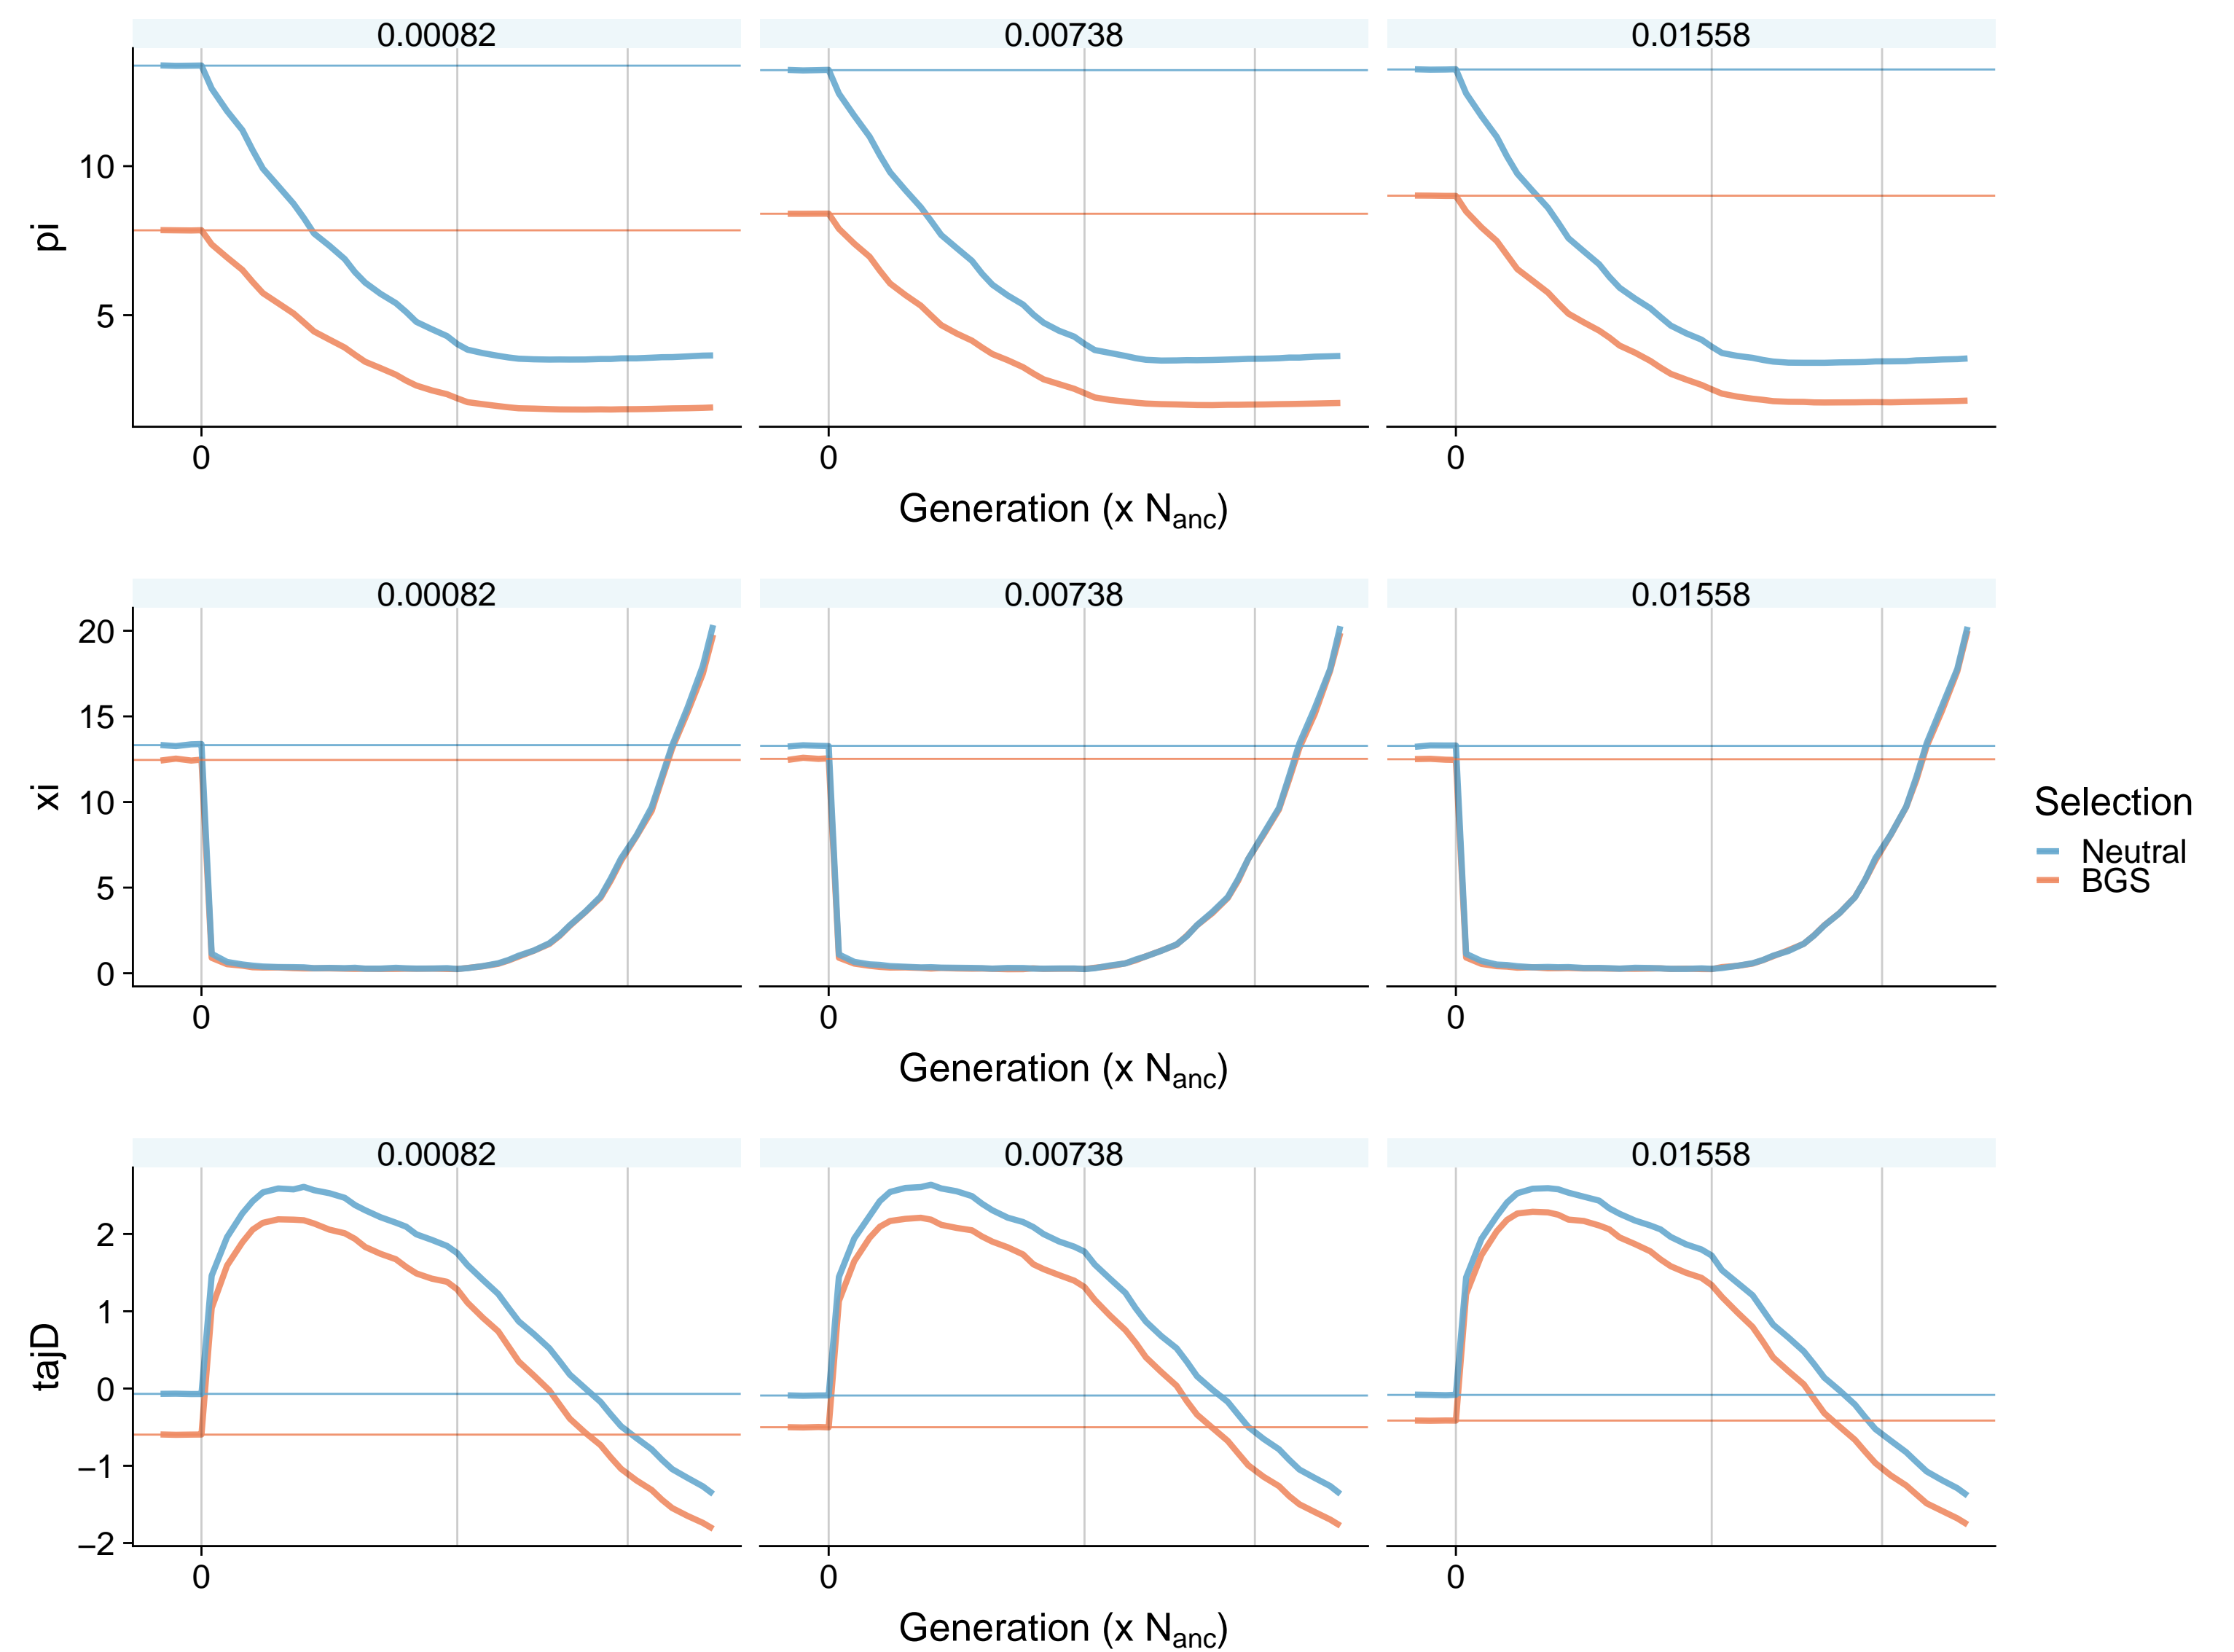 0.00082 0.00738 0.01558
10
5
pi
0 0 0
Generation (x Nanc)
0.00082 0.00738 0.01558
20
15
10
5
0
xi
0 0 0
Generation (x Nanc)
Selection
Neutral
BGS
0.00082 0.00738 0.01558
2
1
0
−1
−2
tajD
0 0 0
Generation (x Nanc)